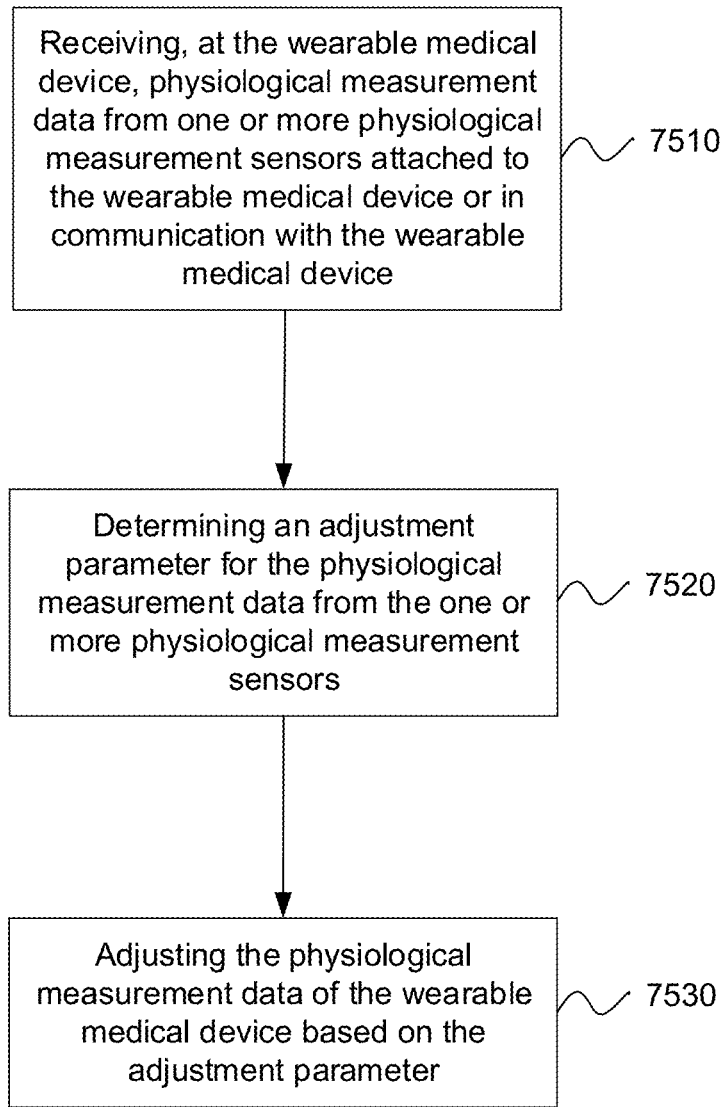 Receiving, at the wearable medical
device, physiological measurement
data from one or more physiological
measurement sensors attached to
the wearable medical device or in
communication with the wearable
medical device
7510
Determining an adjustment
parameter for the physiological
measurement data from the one or
more physiological measurement
sensors
7520
Adjusting the physiological
measurement data of the wearable
medical device based on the
adjustment parameter
7530